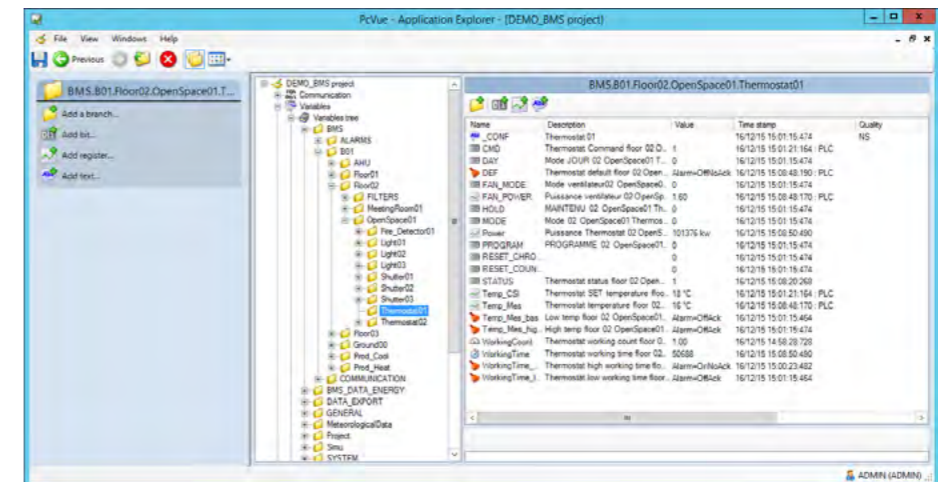 PcVue - Application Explorer - [DEMO_BMS project]
File View Windows Help
Previous
BMS.B01.Floor02.OpenSpace01.T...
Add a branch...
Add bit...
Add register...
Add text...
DEMO_BMS project
Communication
Variables
Variables tree
BMS
ALARMS
B01
AHU
Floor01
Floor02
FILTERS
MeetingRoom01
OpenSpace01
Fire_Detector01
Light01
Light02
Light03
Shutter01
Shutter02
Shutter03
Thermostat01
Thermostat02
Floor03
Ground00
Prod_Cool
Prod_Heat
COMMUNICATION
BMS_DATA_ENERGY
DATA_EXPORT
GENERAL
MeteorologicalData
Project
Simu
SYSTEM
BMS.B01.Floor02.OpenSpace01.Thermostat01
Name Description Value Time stamp Quality
_CONF Thermostat 01 16/12/15 15:01:15:474 NS
CMD Thermostat Command floor 02 O.. 1 16/12/15 15:01:21:164 : PLC
DAY Mode JOUR 02 OpenSpace01 T... 0 16/12/15 15:01:15:474
DEF Thermostat default floor 02 Open... Alarm=OffNoAck 16/12/15 15:08:48:190 : PLC
FAN_MODE Mode ventilateur02 OpenSpace0.. 0 16/12/15 15:01:15:474
FAN_POWER Puissance ventilateur 02 OpenSp.. 1.60 16/12/15 15:08:48:170 : PLC
HOLD MAINTENU 02 OpenSpace01 Th.. 0 16/12/15 15:01:15:474
MODE Mode 02 OpenSpace01 Thermos... 0 16/12/15 15:01:15:474
Power Puissance Thermostat 02 OpenS... 101376 kw 16/12/15 15:08:50:490
PROGRAM PROGRAMME 02 OpenSpace01.. 0 16/12/15 15:01:15:474
RESET_CHRO... 0 16/12/15 15:01:15:474
RESET_COUN... 0 16/12/15 15:01:15:474
STATUS Thermostat status floor 02 Open... 1 16/12/15 15:08:20:268
Temp_CSI Thermostat SET temperature floo... 18 °C 16/12/15 15:01:21:164 : PLC
Temp_Mes Thermostat temperature floor 02... 16 °C 16/12/15 15:08:48:170 : PLC
Temp_Mes_bas Low temp floor 02 OpenSpace01.. Alarm=OffAck 16/12/15 15:01:15:464
Temp_Mes_hig.. High temp floor 02 OpenSpace01.. Alarm=OffAck 16/12/15 15:01:15:474
WorkingCount Thermostat working count floor 0.. 1.00 16/12/15 14:58:28:728
WorkingTime Thermostat working time floor 02.. 50688 16/12/15 15:08:50:490
WorkingTime_... Thermostat high working time flo.. Alarm=OnNoAck 16/12/15 15:00:23:482
WorkingTime_l.. Thermostat low working time floor.. Alarm=OffAck 16/12/15 15:01:15:464
ADMIN (ADMIN)